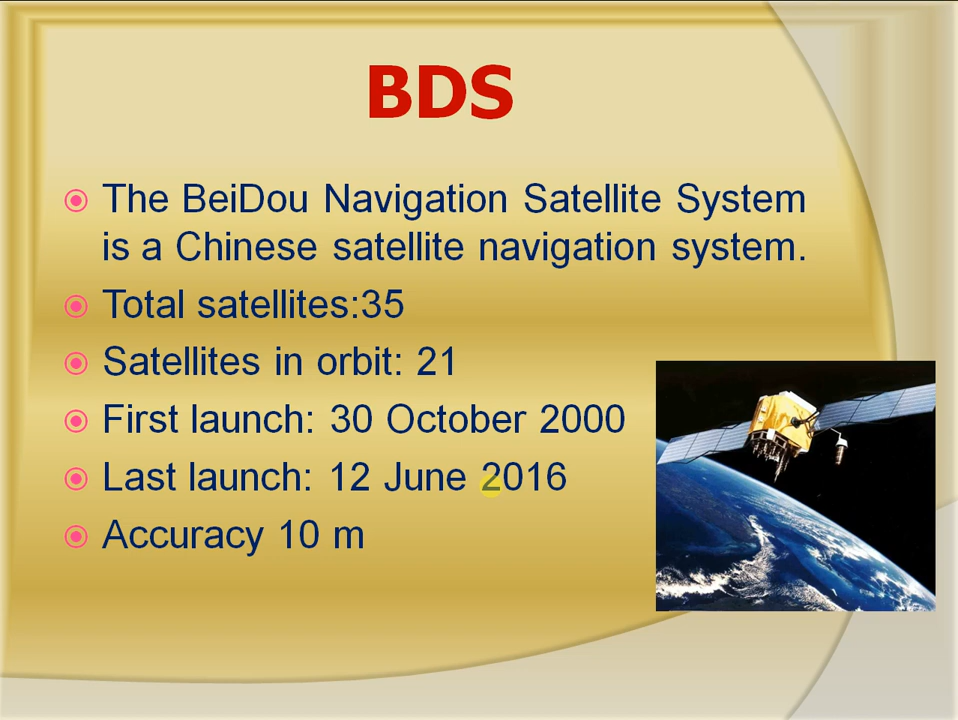 BDS
The BeiDou Navigation Satellite System
is a Chinese satellite navigation system.
Total satellites:35
Satellites in orbit: 21
First launch: 30 October 2000
Last launch: 12 June 2016
Accuracy 10 m